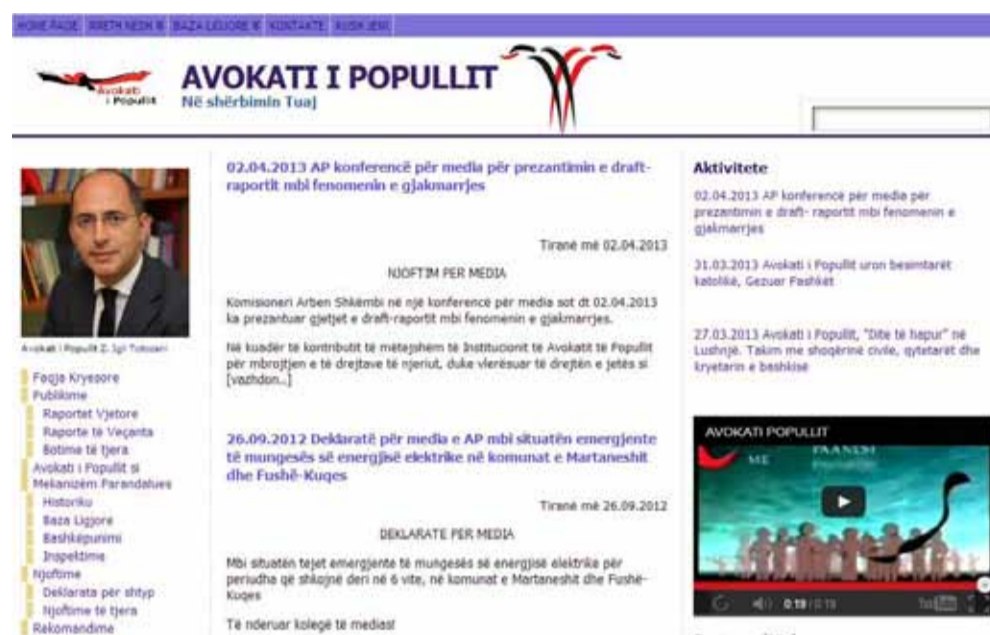 HOME PAGE RRETH NESH BAZA LIGJORE KONTAKTE
Avokati
i Popullit
AVOKATI I POPULLIT
Në shërbimin Tuaj
Avokati i Popullit Z. Igli Totozani
Faqja Kryesore
Publikime
Raportet Vjetore
Raporte të Veçanta
Botime të tjera
Avokati i Popullit si
Mekanizëm Parandalues
Historiku
Baza Ligjore
Bashkëpunimi
Inspektime
Njoftime
Deklarata për shtyp
Njoftime të tjera
Rekomandime
02.04.2013 AP konferencë për media për prezantimin e draft-
raportit mbi fenomenin e gjakmarrjes
Tiranë më 02.04.2013
NJOFTIM PER MEDIA
Komisioneri Arben Shkëmbi në një konferencë për media sot dt 02.04.2013
ka prezantuar gjetjet e draft-raportit mbi fenomenin e gjakmarrjes.
Në kuadër të kontributit të mëtejshëm të Institucionit të Avokatit të Popullit
për mbrojtjen e të drejtave të njeriut, duke vlerësuar të drejtën e jetës si
[vazhdon..]
26.09.2012 Deklaratë për media e AP mbi situatën emergjente
të mungesës së energjisë elektrike në komunat e Martaneshit
dhe Fushë-Kuqes
Tiranë më 26.09.2012
DEKLARATE PER MEDIA
Mbi situatën tejet emergjente të mungesës së energjisë elektrike për
periudha që shkojnë deri në 6 vite, në komunat e Martaneshit dhe Fushë-
Kuqes
Të nderuar kolegë të medias!
Aktivitete
02.04.2013 AP konferencë për media për
prezantimin e draft- raportit mbi fenomenin e
gjakmarrjes
31.03.2013 Avokati i Popullit uron besimtarët
katolikë, Gezuar Pashkët
27.03.2013 Avokati i Popullit, "Dite të hapur" në
Lushnjë. Takim me shoqërinë civile, qytetarët dhe
kryetarin e bashkisë
AVOKATI POPULLIT
ME PAANESI
0:19 / 0:19
YouTube